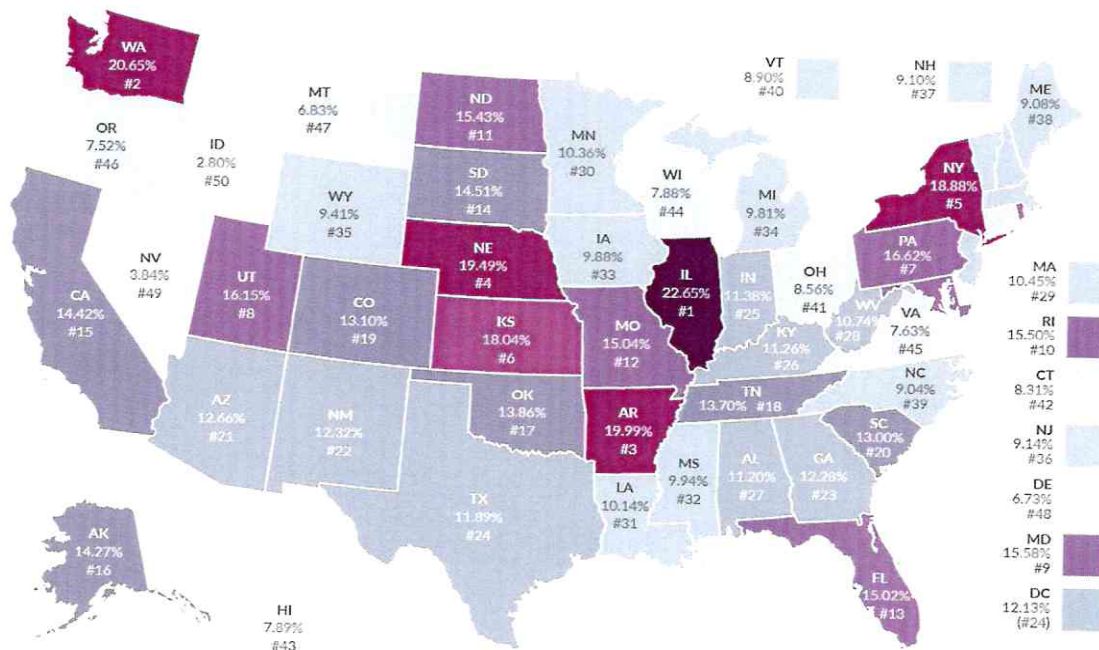 WA
20.65%
#2
MT
6.83%
#47
ND
15.43%
#11
MN
10.36%
#30
VT
8.90%
#40
NH
9.10%
#37
ME
9.08%
#38
OR
7.52%
#46
ID
2.80%
#50
WY
9.41%
#35
SD
14.51%
#14
WI
7.88%
#44
MI
9.81%
#34
NY
18.88%
#5
NV
3.84%
#49
UT
16.15%
#8
CO
13.10%
#19
NE
19.49%
#4
IA
9.88%
#33
IL
22.65%
#1
IN
11.38%
#25
OH
8.56%
#41
PA
16.62%
#7
MA
10.45%
#29
CA
14.42%
#15
KS
18.04%
#6
MO
15.04%
#12
KY
11.26%
#26
WV
10.74%
#28
VA
7.63%
#45
RI
15.50%
#10
AZ
12.66%
#21
NM
12.32%
#22
OK
13.86%
#17
AR
19.99%
#3
TN
13.70% #18
NC
9.04%
#39
SC
13.00%
#20
CT
8.31%
#42
NJ
9.14%
#36
TX
11.89%
#24
LA
10.14%
#31
MS
9.94%
#32
AL
11.20%
#27
GA
12.28%
#23
DE
6.73%
#48
AK
14.27%
#16
HI
7.89%
#43
FL
15.02%
#13
MD
15.58%
#9
DC
12.13%
(#24)